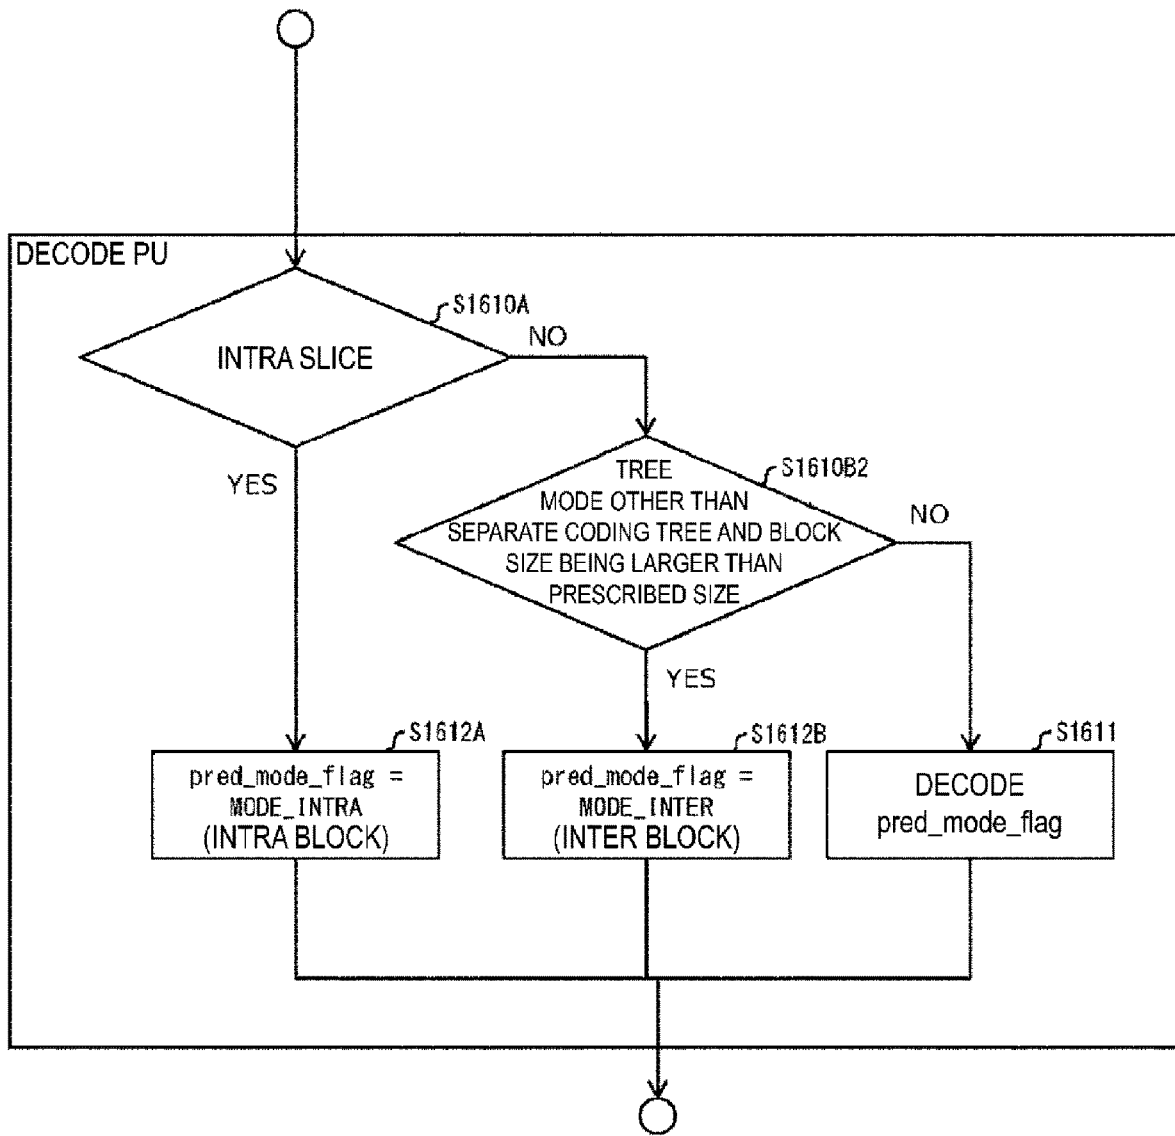 DECODE PU
S1610A
INTRA SLICE
NO
YES
S1610B2
TREE
MODE OTHER THAN
SEPARATE CODING TREE AND BLOCK
SIZE BEING LARGER THAN
PRESCRIBED SIZE
NO
YES
S1612A
pred_mode_flag =
MODE_INTRA
(INTRA BLOCK)
S1612B
pred_mode_flag =
MODE_INTER
(INTER BLOCK)
S1611
DECODE
pred_mode_flag